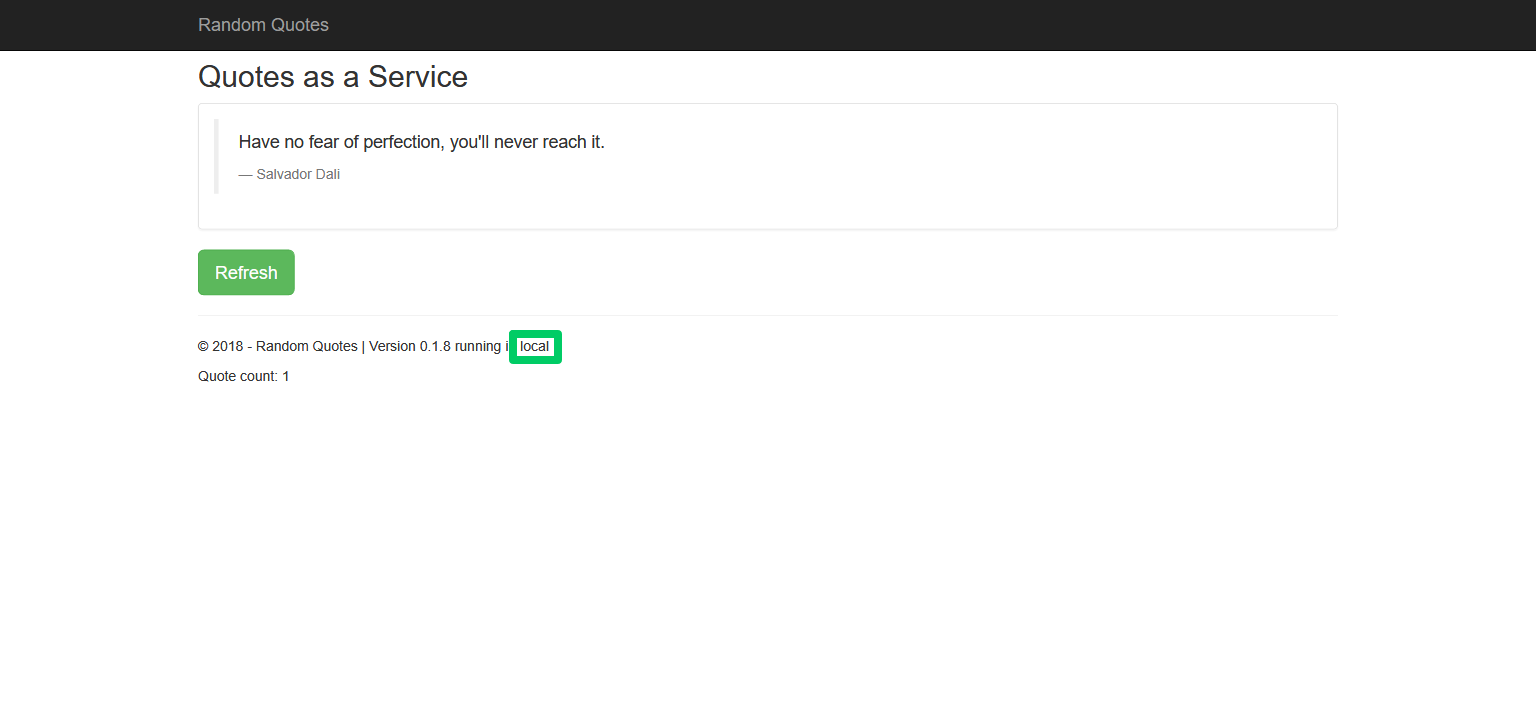 Random Quotes
Quotes as a Service
Have no fear of perfection, you'll never reach it.
— Salvador Dali
Refresh
© 2018 - Random Quotes | Version 0.1.8 running i local
Quote count: 1